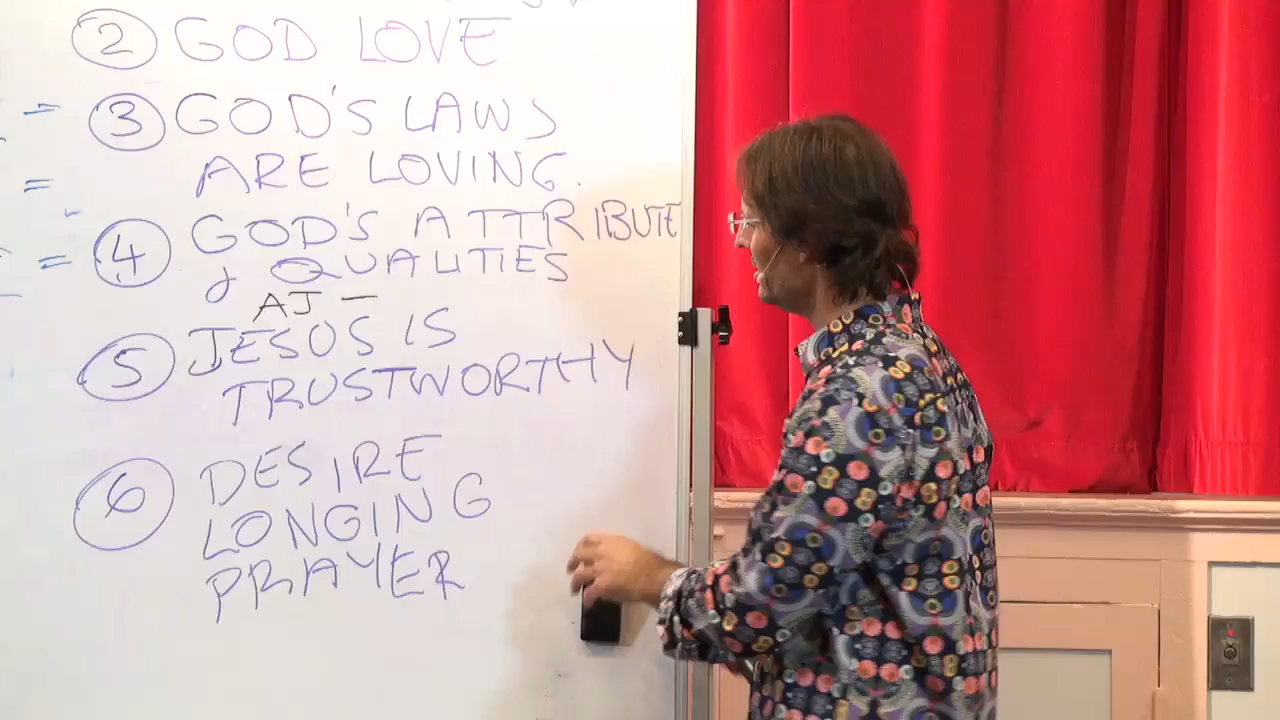 2 GOD LOVE
= 3 GOD'S LAWS
= ARE LOVING.
= 4 GOD'S ATTRIBUTE
& QUALITIES
AJ —
5 JESUS IS
TRUSTWORTHY
6 DESIRE
LONGING
PRAYER